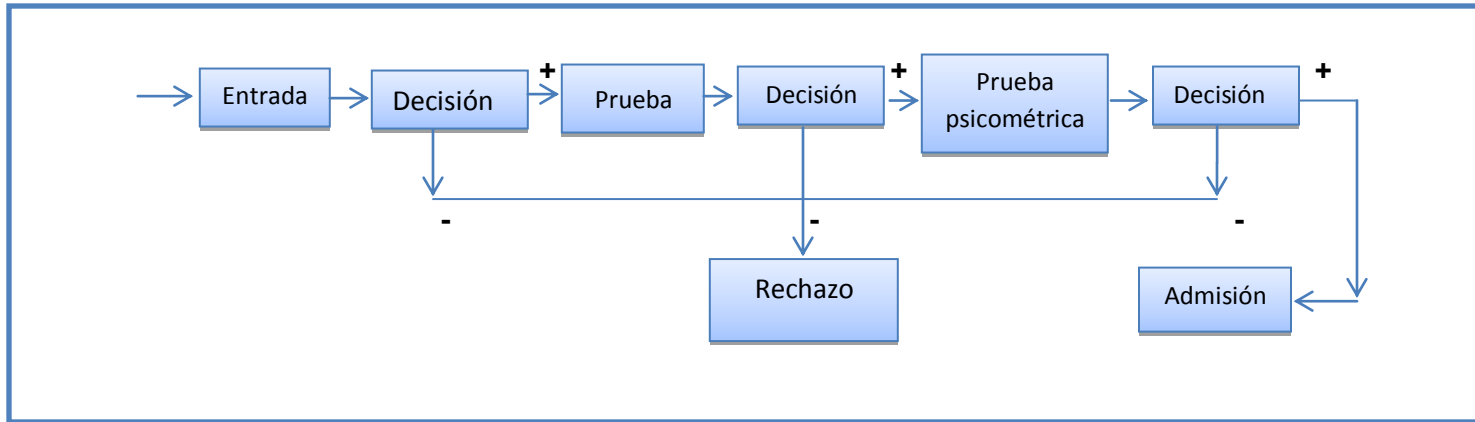 Entrada
Decisión
+
Prueba
Decisión
+
Prueba
psicométrica
Decisión
+
-
-
-
Rechazo
Admisión